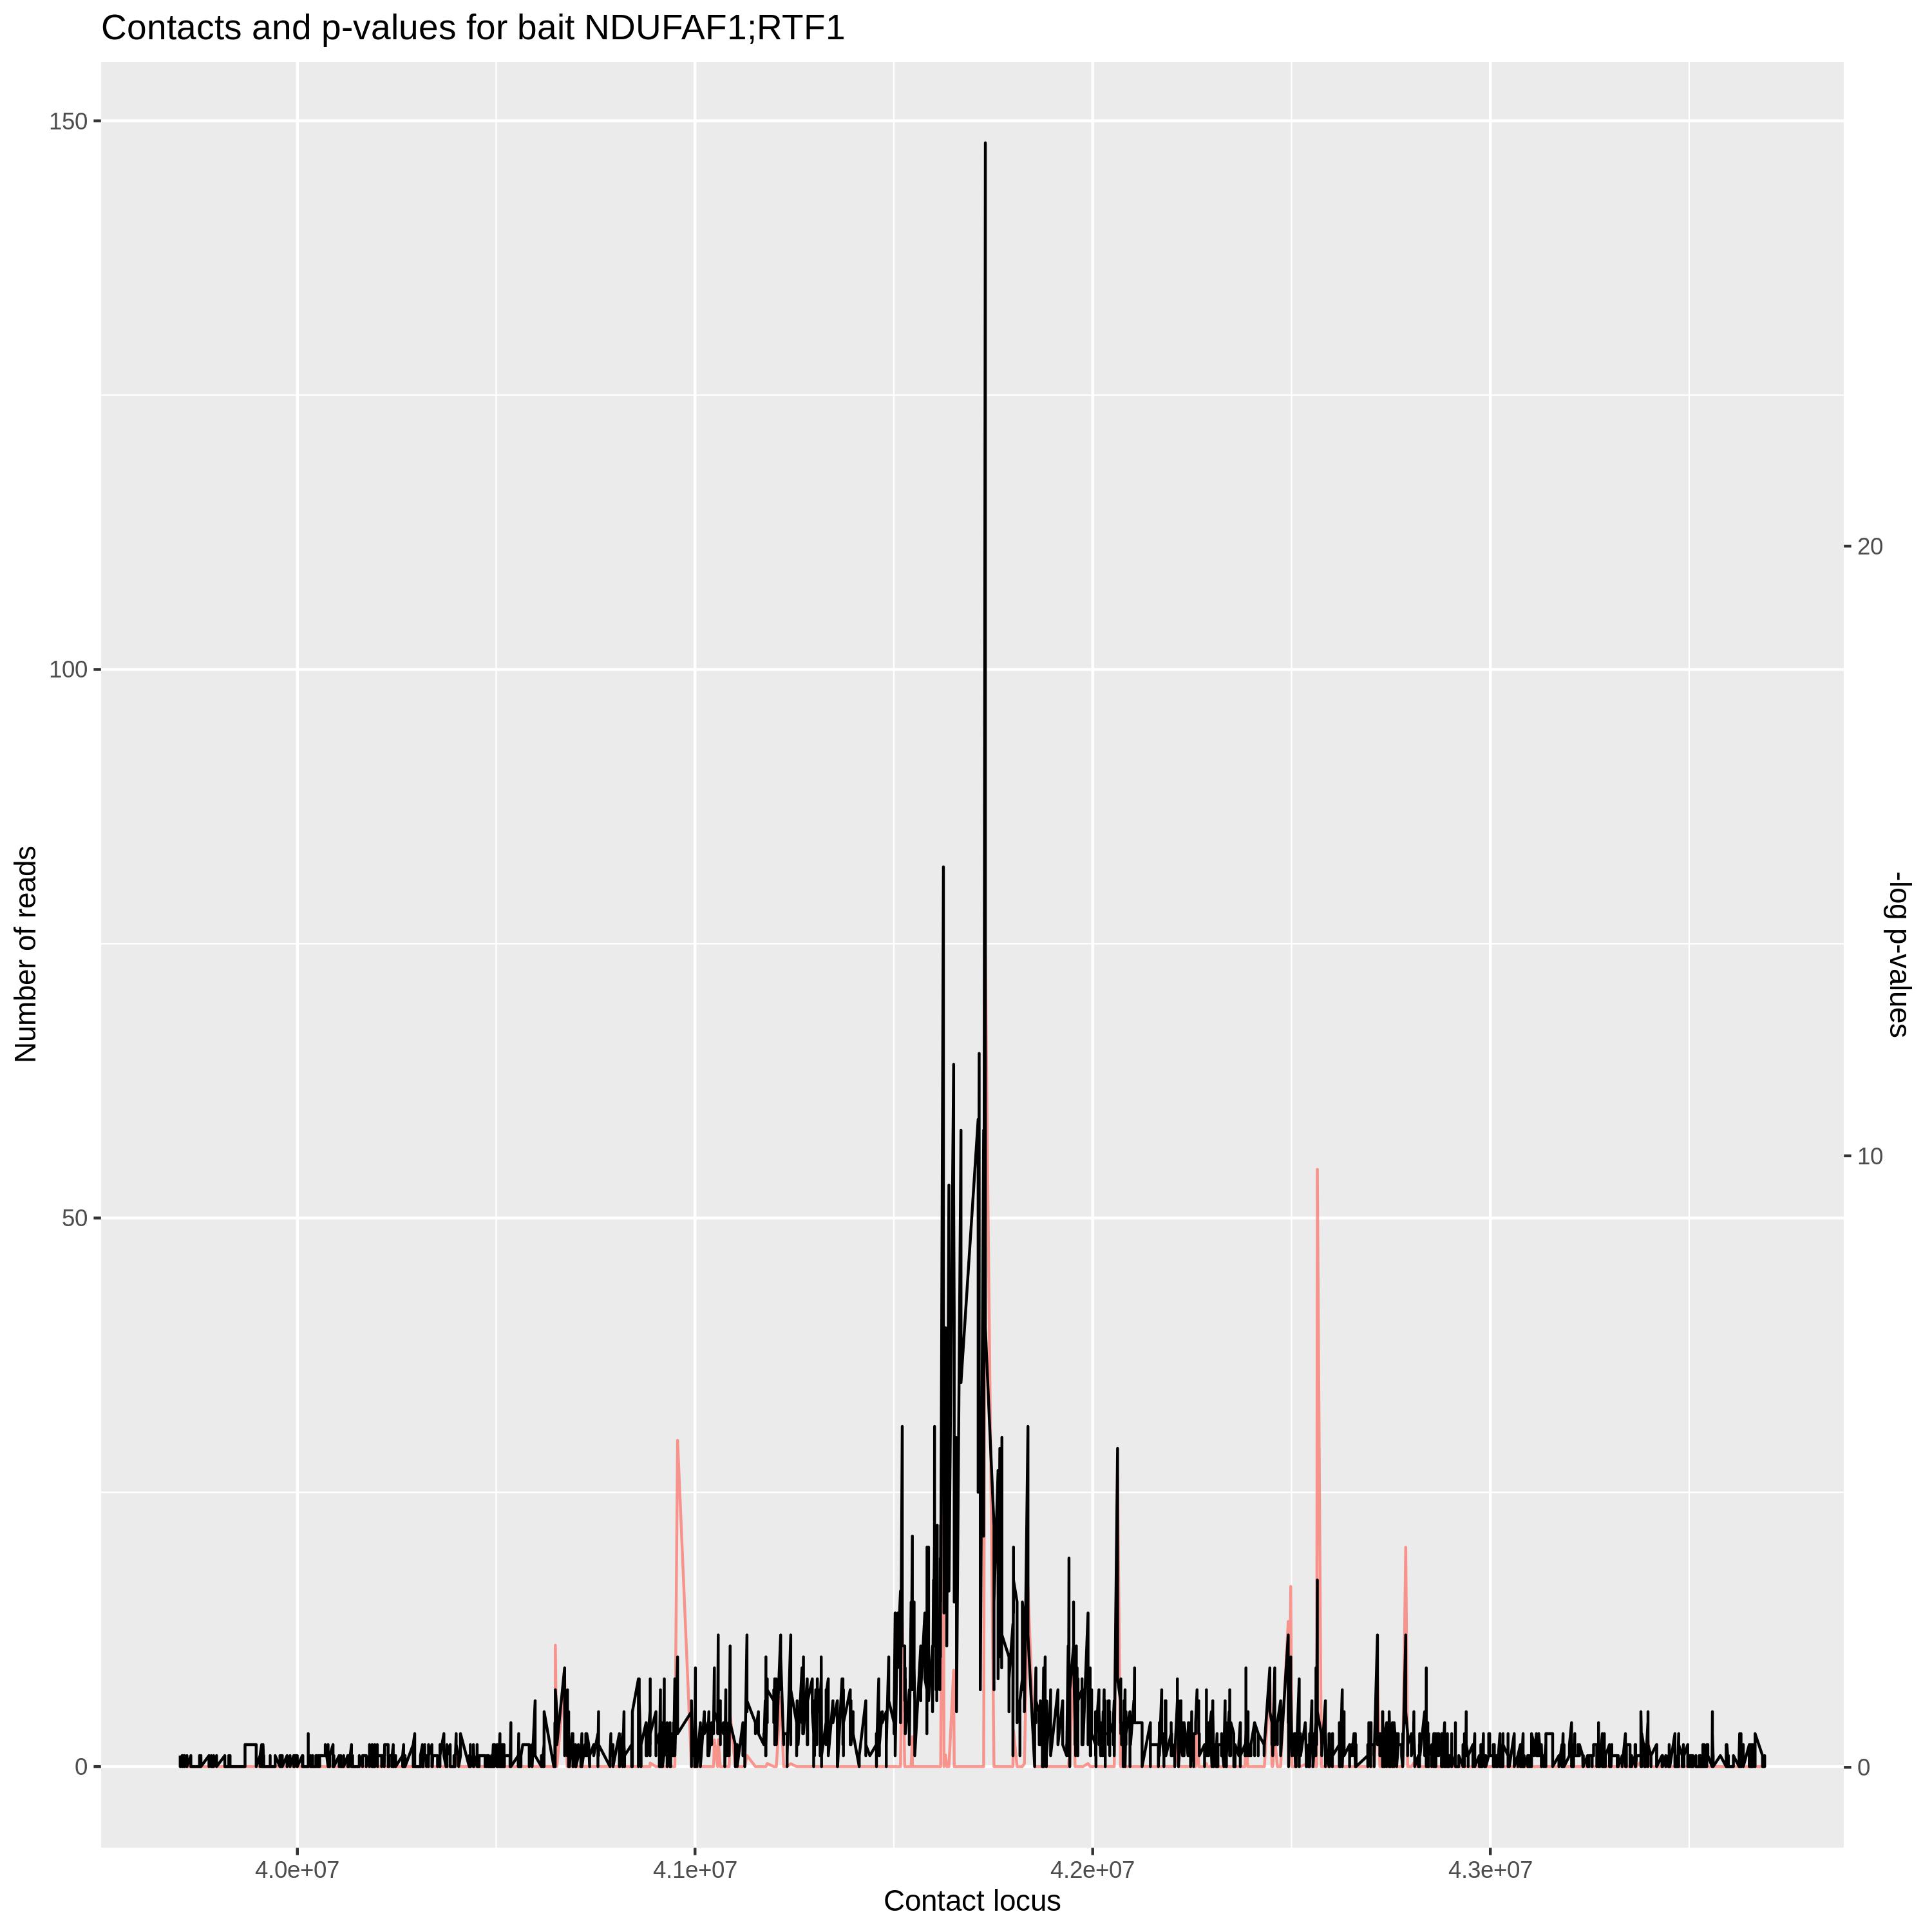 Contacts and p-values for bait NDUFAF1;RTF1
150
100
50
0
Number of reads
20
10
0
-log p-values
4.0e+07
4.1e+07
4.2e+07
4.3e+07
Contact locus